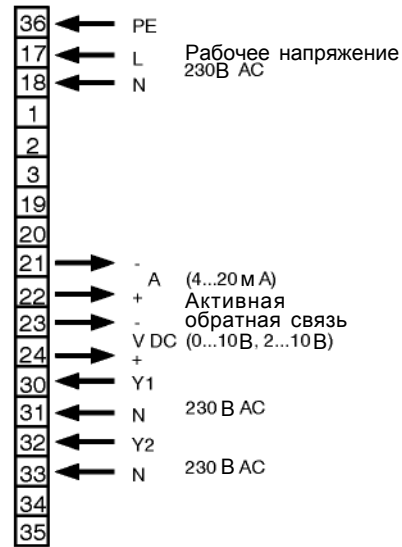 36 PE
17 L Рабочее напряжение
18 N 230В AC
1
2
3
19
20
21 -
A (4...20 мА)
22 + Активная
23 - обратная связь
V DC (0...10В, 2...10В)
24 +
30 Y1
31 N 230 В AC
32 Y2
33 N 230 В AC
34
35